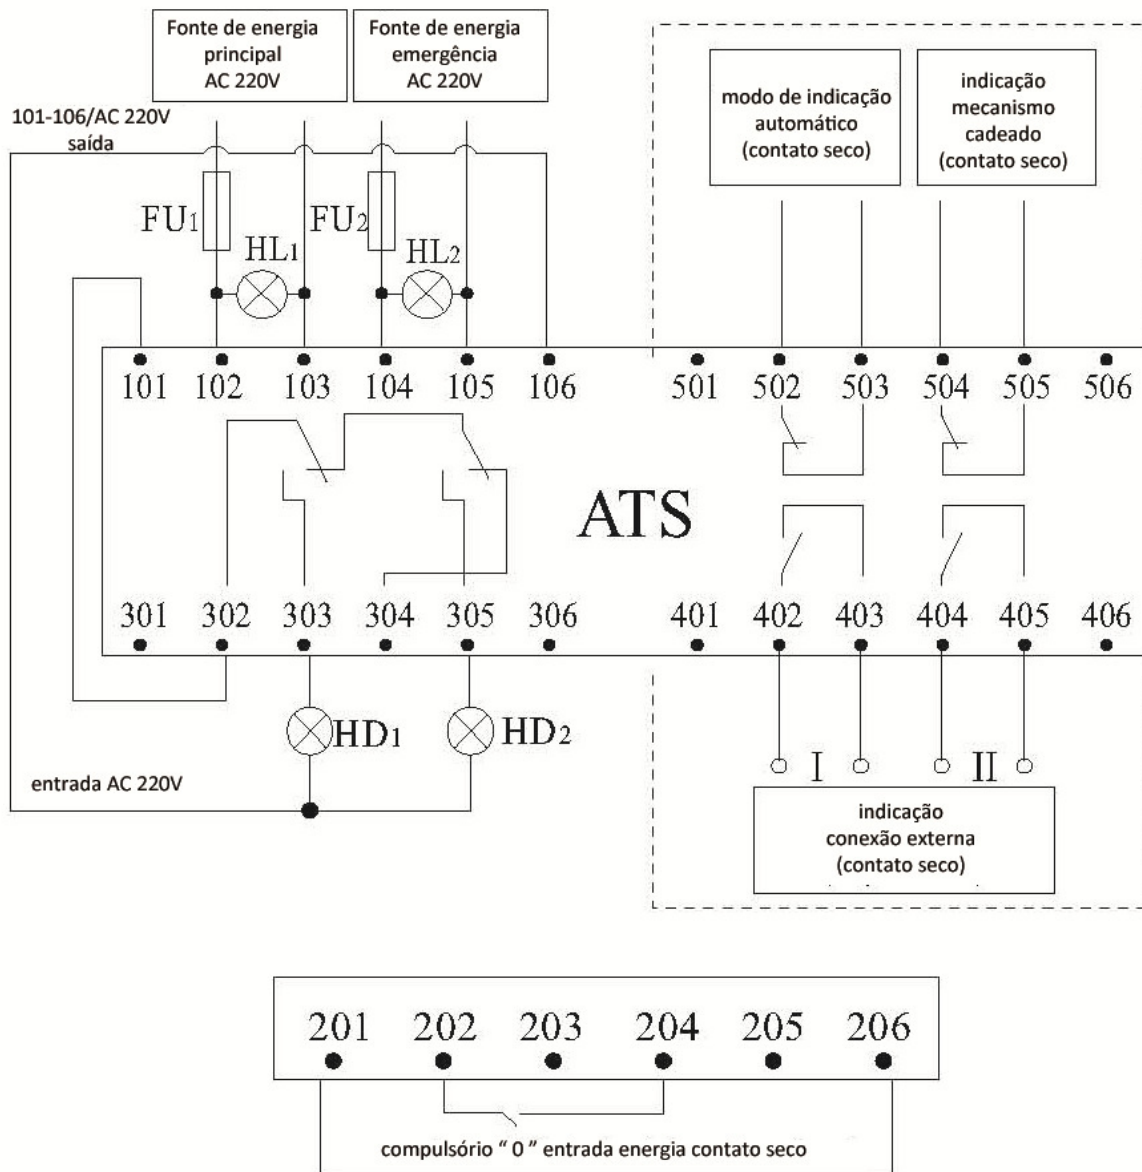 Fonte de energia
principal
AC 220V
Fonte de energia
emergência
AC 220V
101-106/AC 220V
saída
modo de indicação
automático
(contato seco)
indicação
mecanismo
cadeado
(contato seco)
FU1
FU2
HL1
HL2
101 102 103 104 105 106
501 502 503 504 505 506
ATS
301 302 303 304 305 306
401 402 403 404 405 406
HD1
HD2
I
II
entrada AC 220V
indicação
conexão externa
(contato seco)
201 202 203 204 205 206
compulsório “ 0 ” entrada energia contato seco